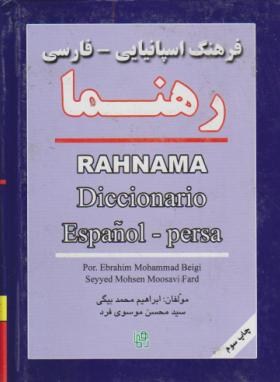 فرهنگ اسپانیایی - فارسی
رهنما
RAHNAMA
Diccionario
Español - persa
Por. Ebrahim Mohammad Beigi
Seyyed Mohsen Moosavi Fard
مولفان: ابراهیم محمد بیگی
سید محسن موسوی فرد
چاپ سوم